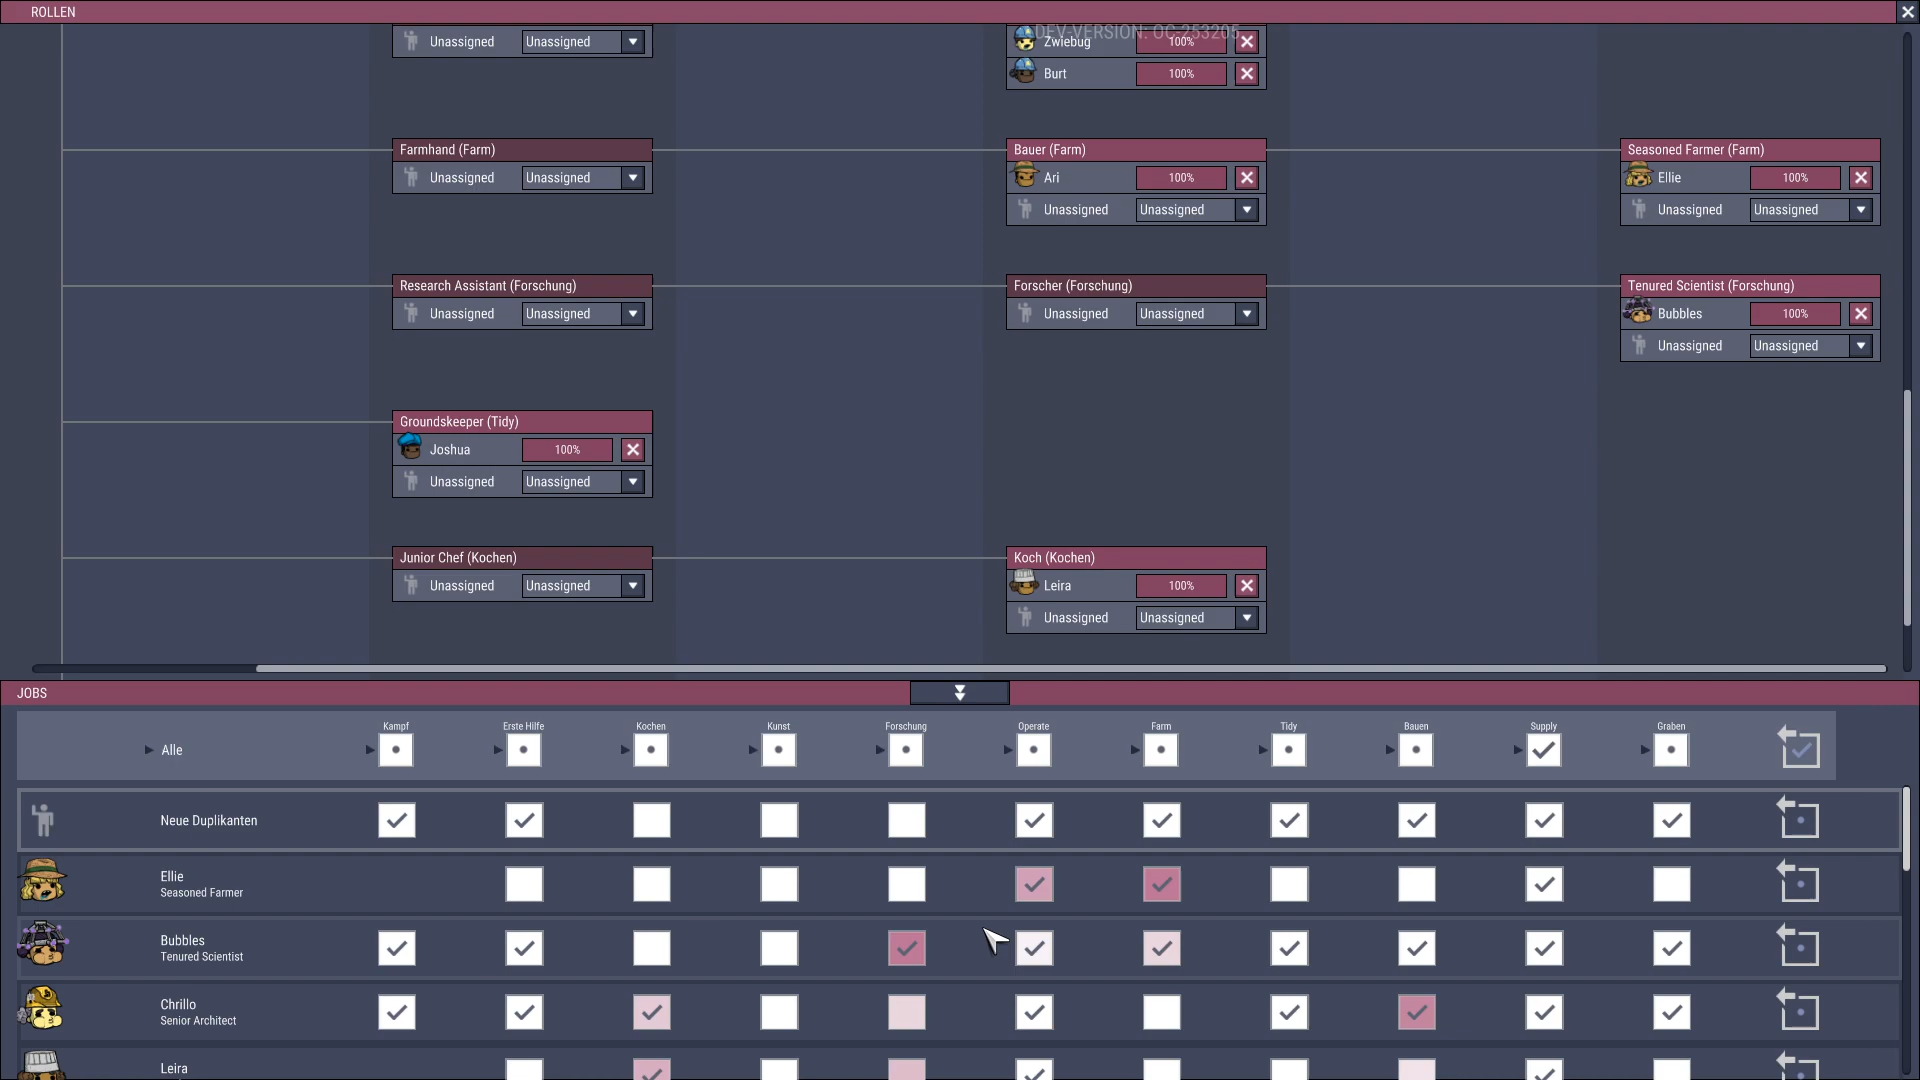 ROLLEN
DEV-VERSION: OC-253205
Unassigned Unassigned
Zwiebug 100%
Burt 100%
Farmhand (Farm)
Unassigned Unassigned
Bauer (Farm)
Ari 100%
Unassigned Unassigned
Seasoned Farmer (Farm)
Ellie 100%
Unassigned Unassigned
Research Assistant (Forschung)
Unassigned Unassigned
Forscher (Forschung)
Unassigned Unassigned
Tenured Scientist (Forschung)
Bubbles 100%
Unassigned Unassigned
Groundskeeper (Tidy)
Joshua 100%
Unassigned Unassigned
Junior Chef (Kochen)
Unassigned Unassigned
Koch (Kochen)
Leira 100%
Unassigned Unassigned
JOBS
Kampf Erste Hilfe Kochen Kunst Forschung Operate Farm Tidy Bauen Supply Graben
Alle
Neue Duplikanten
Ellie
Seasoned Farmer
Bubbles
Tenured Scientist
Chrillo
Senior Architect
Leira